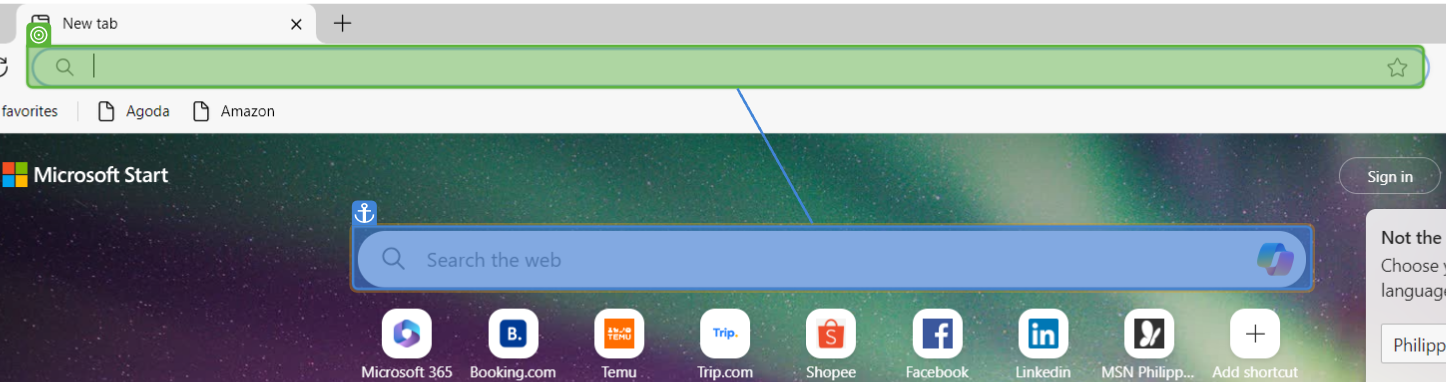 New tab
favorites Agoda Amazon
Microsoft Start
Sign in
Search the web
Not the
Choose y
language
Philipp
B.
TEMU
Trip.
Microsoft 365 Booking.com Temu Trip.com Shopee Facebook Linkedin MSN Philipp... Add shortcut